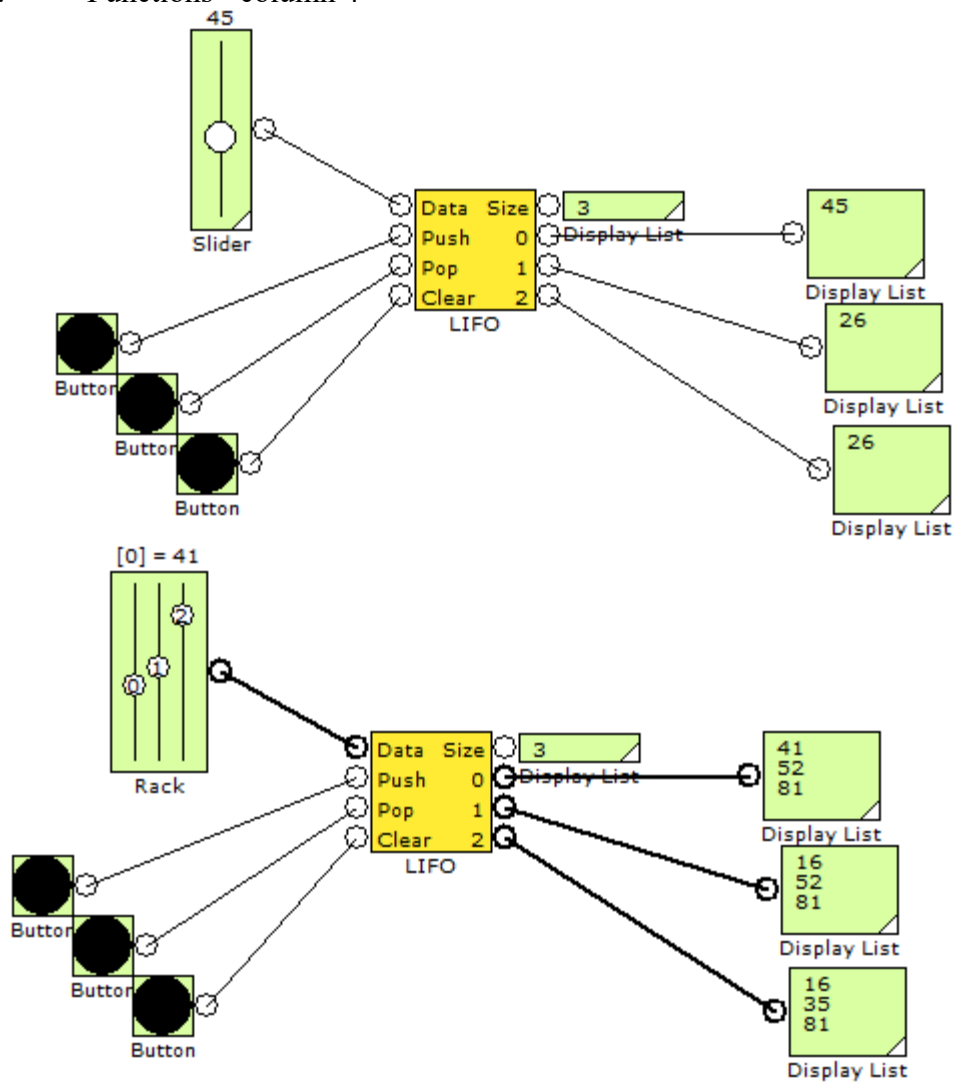 45
Slider
Data Size
Push 0
Pop 1
Clear 2
LIFO
3
Display List
45
Display List
26
Display List
26
Display List
Button
Button
Button
[0] = 41
0
1
2
Rack
Data Size
Push 0
Pop 1
Clear 2
LIFO
3
Display List
41
52
81
Display List
16
52
81
Display List
16
35
81
Display List
Button
Button
Button